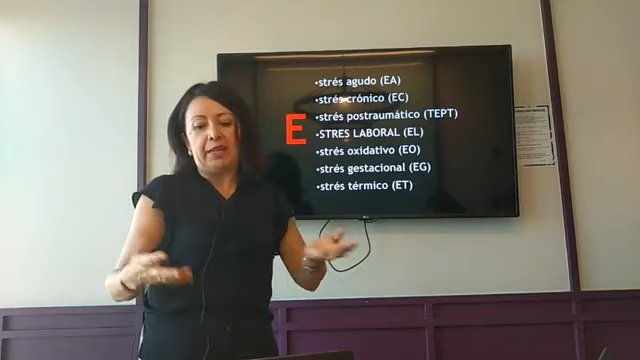 •strés agudo (EA)
•strés crónico (EC)
E •strés postraumático (TEPT)
•STRES LABORAL (EL)
•strés oxidativo (EO)
•strés gestacional (EG)
•strés térmico (ET)